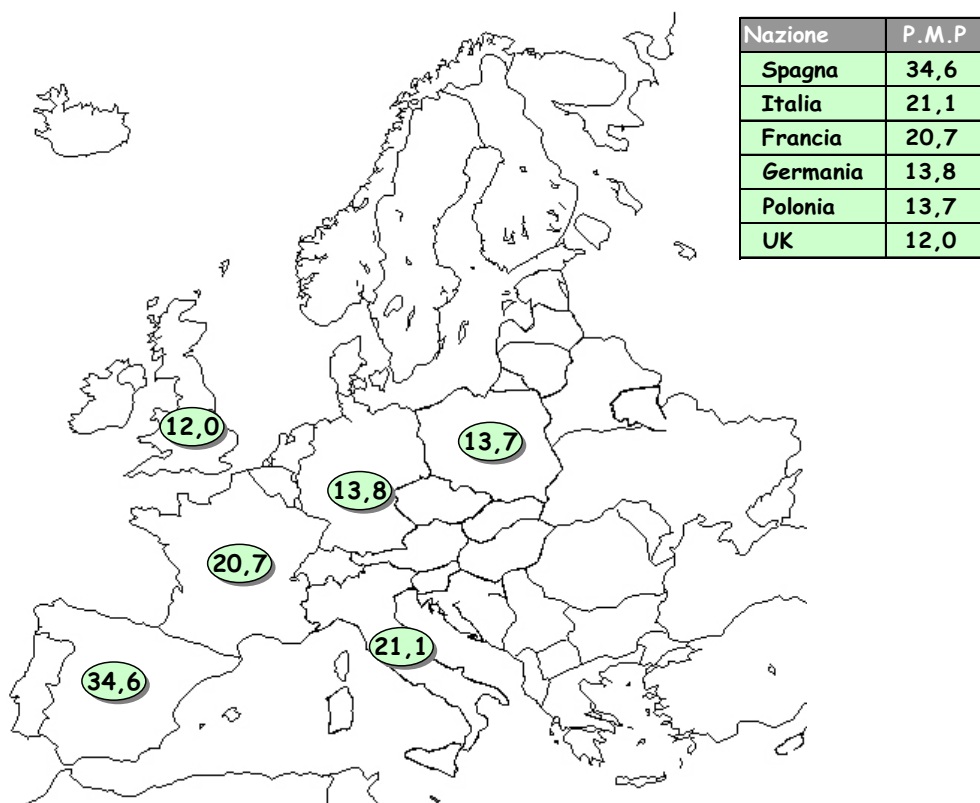 Nazione P.M.P
Spagna 34,6
Italia 21,1
Francia 20,7
Germania 13,8
Polonia 13,7
UK 12,0
12,0
13,7
13,8
20,7
21,1
34,6